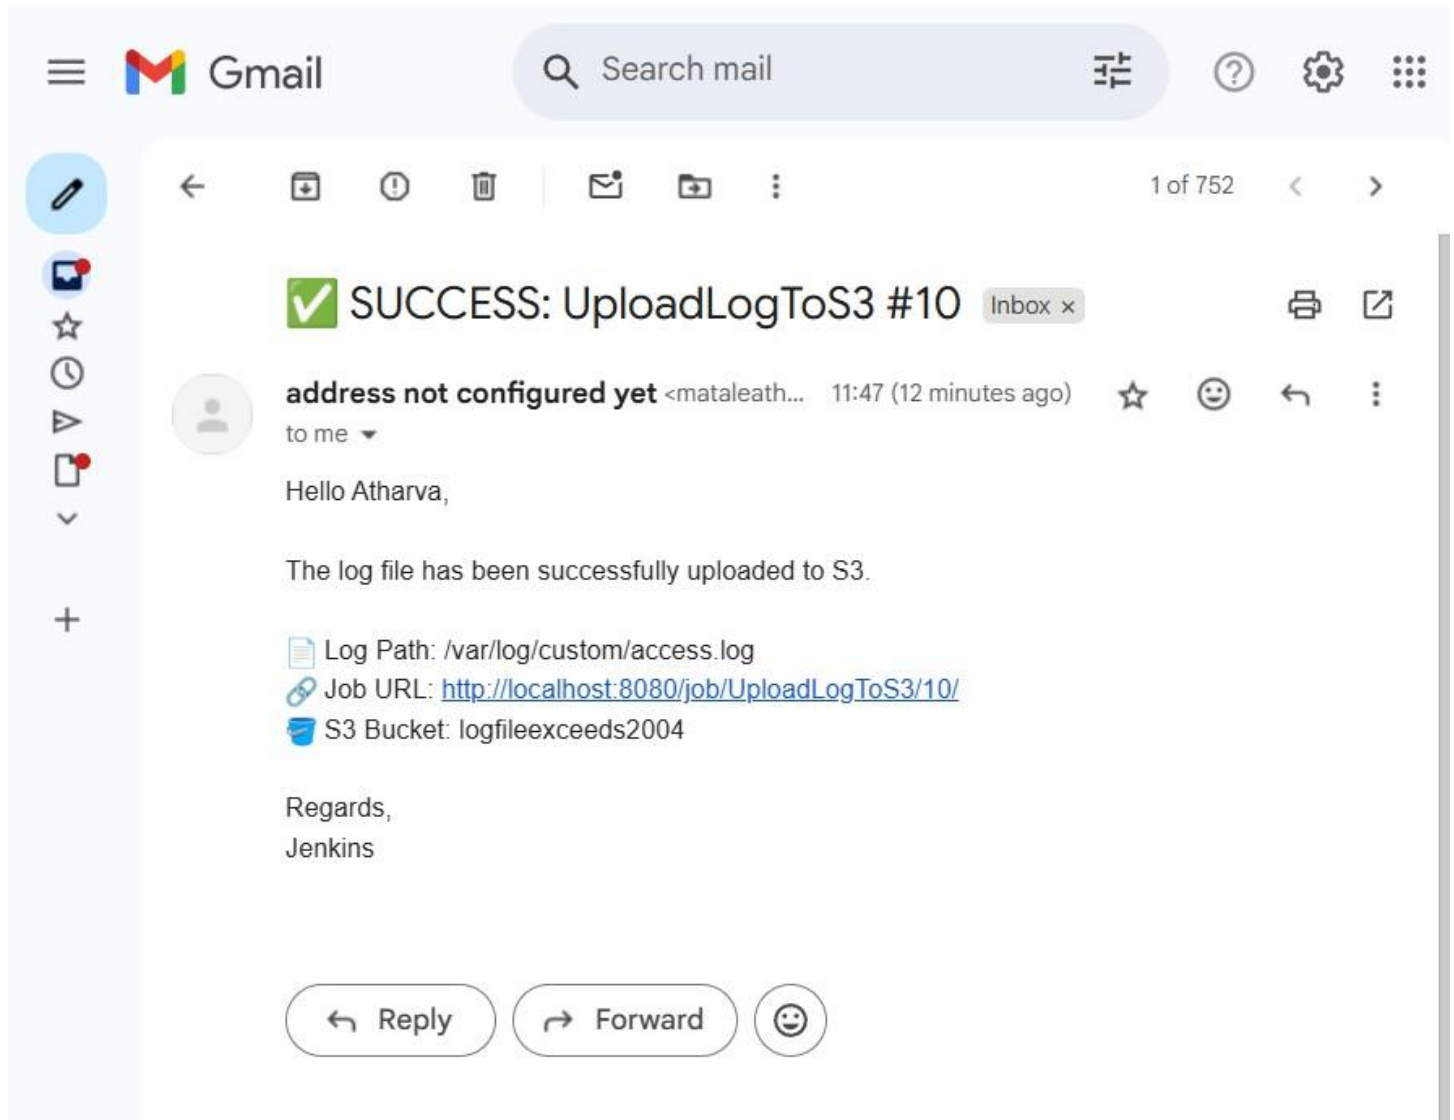 Gmail
Search mail
1 of 752
✅ SUCCESS: UploadLogToS3 #10 Inbox ×
address not configured yet <mataleath... 11:47 (12 minutes ago)
to me
Hello Atharva,
The log file has been successfully uploaded to S3.
📄 Log Path: /var/log/custom/access.log
🔗 Job URL: http://localhost:8080/job/UploadLogToS3/10/
🪣 S3 Bucket: logfileexceeds2004
Regards,
Jenkins
Reply Forward